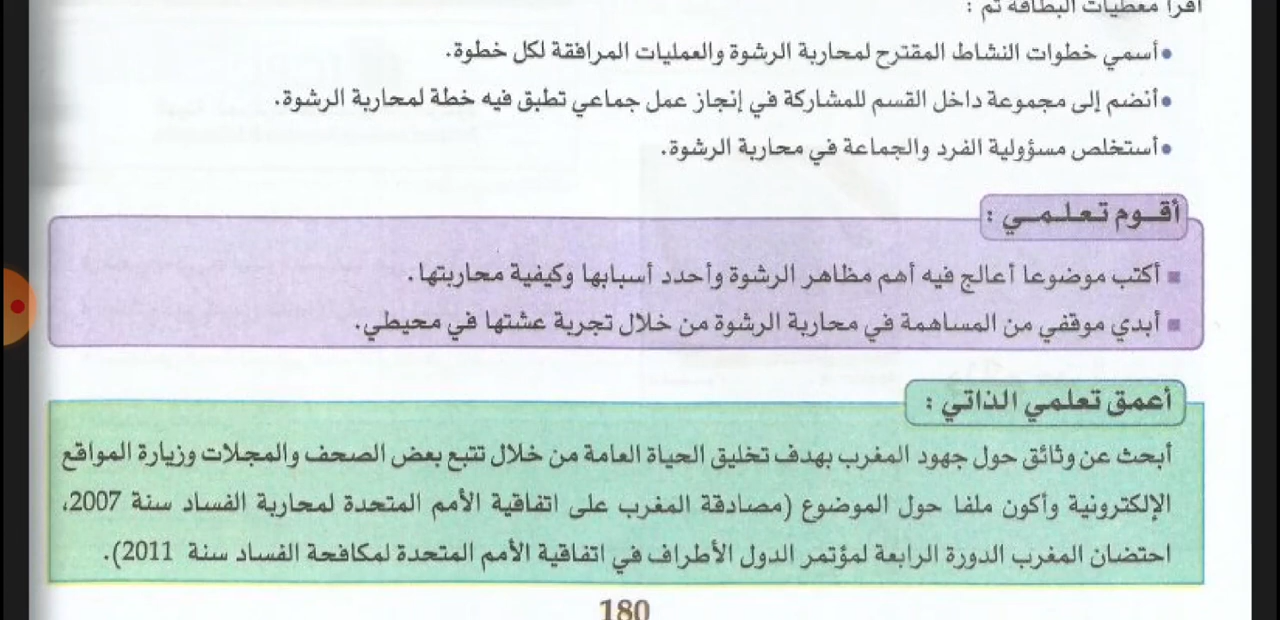 اقرأ معطيات البطاقة ثم :
•أسمي خطوات النشاط المقترح لمحاربة الرشوة والعمليات المرافقة لكل خطوة.
•أنضم إلى مجموعة داخل القسم للمشاركة في إنجاز عمل جماعي تطبق فيه خطة لمحاربة الرشوة.
•أستخلص مسؤولية الفرد والجماعة في محاربة الرشوة.
أقــوم تـعـلـمـي :
■ أكتب موضوعا أعالج فيه أهم مظاهر الرشوة وأحدد أسبابها وكيفية محاربتها.
■ أبدي موقفي من المساهمة في محاربة الرشوة من خلال تجربة عشتها في محيطي.
أعمق تعلمي الذاتي :
أبحث عن وثائق حول جهود المغرب بهدف تخليق الحياة العامة من خلال تتبع بعض الصحف والمجلات وزيارة المواقع
الإلكترونية وأكون ملفا حول الموضوع (مصادقة المغرب على اتفاقية الأمم المتحدة لمحاربة الفساد سنة 2007،
احتضان المغرب الدورة الرابعة لمؤتمر الدول الأطراف في اتفاقية الأمم المتحدة لمكافحة الفساد سنة 2011).
180